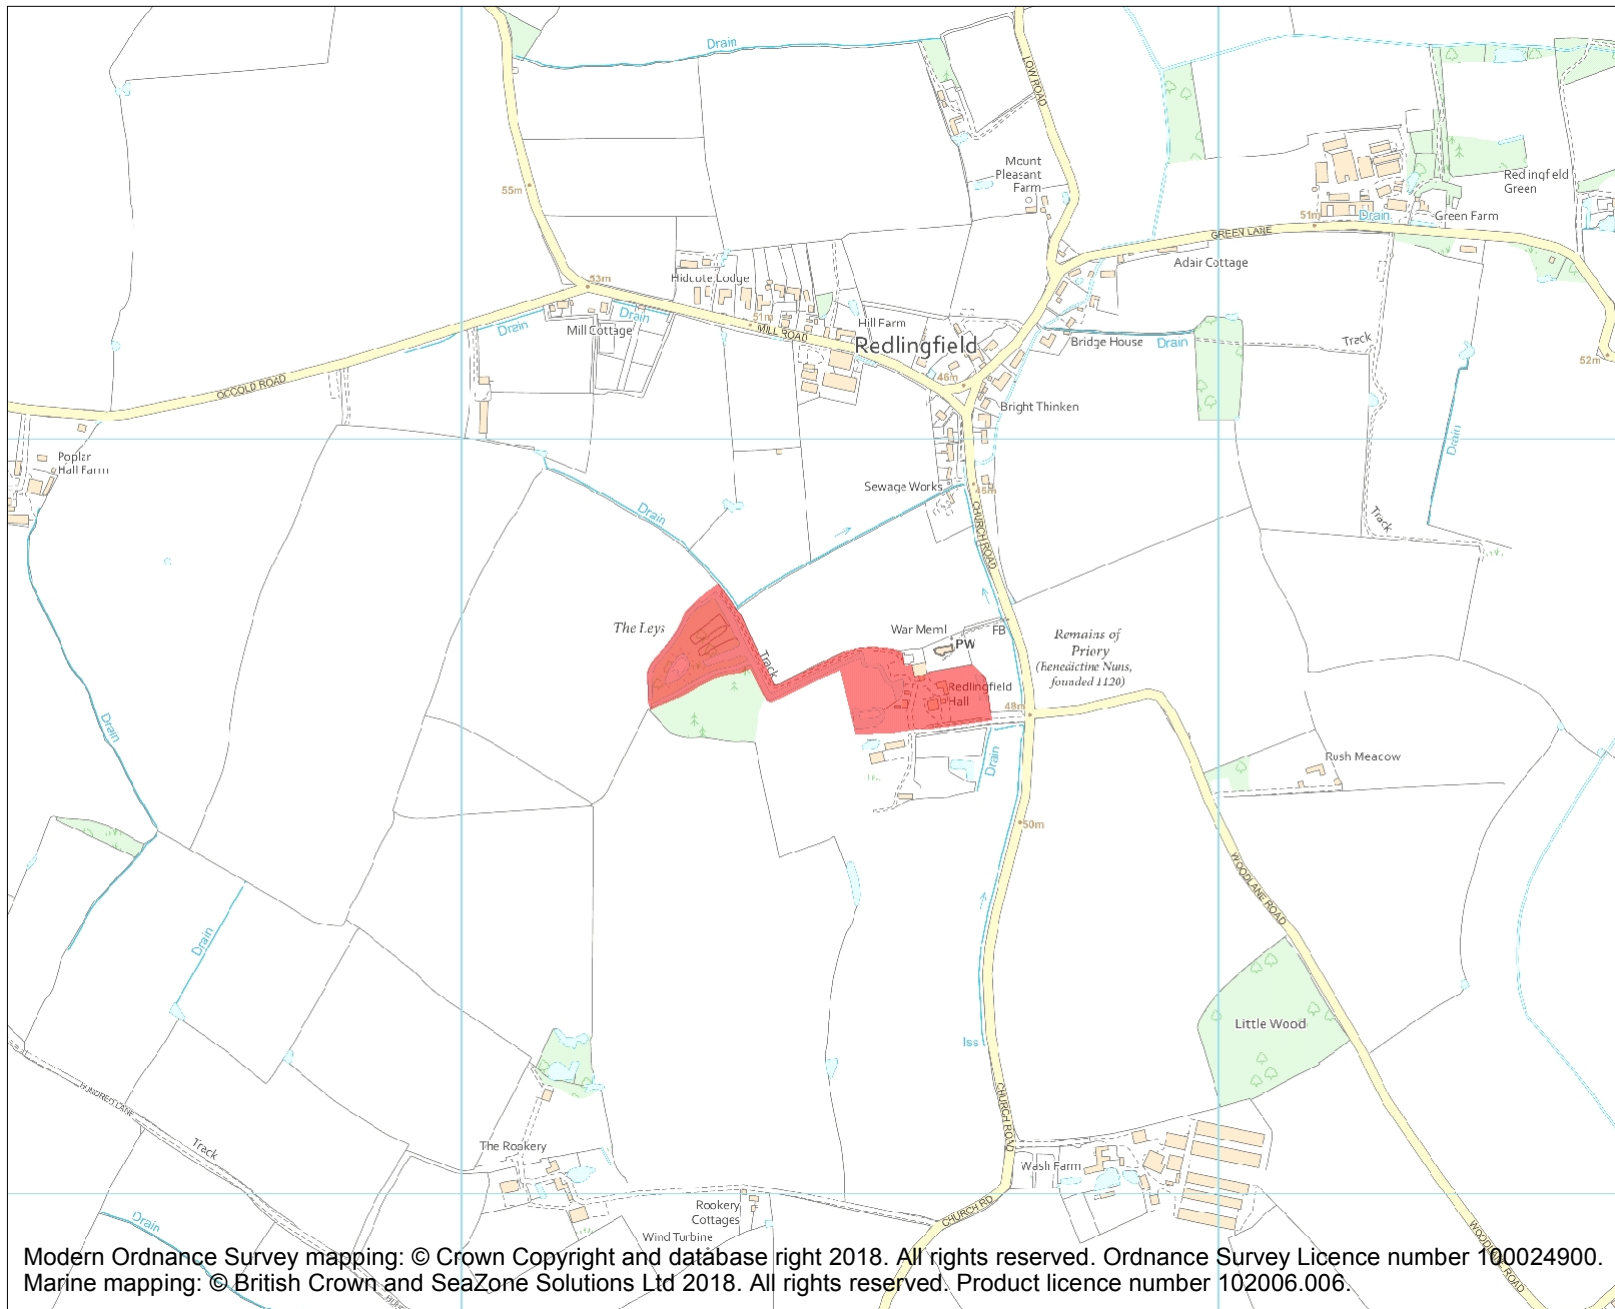 Drain
LOW ROAD
Mount
Pleasant
Farm
55m
Redlingfield
Green
51m
Drain
Green Farm
GREEN LANE
Adair Cottage
53m
Hidcote Lodge
Drain
Drain
Mill Cottage
51m
MILL ROAD
Hill Farm
Redlingfield
Bridge House
Drain
Track
52m
OCCOLD ROAD
46m
Bright Thinken
Poplar
Hall Farm
Drain
Sewage Works
45m
Drain
Track
CHURCH ROAD
The Leys
War Meml
PW
FB
Remains of
Priory
(Benedictine Nuns,
founded 1120)
Track
Redlingfield
Hall
48m
Drain
Drain
Rush Meacow
50m
WOODLANE ROAD
Drain
Little Wood
Iss
HUNDRED LANE
Track
CHURCH ROAD
The Rookery
Wash Farm
Rookery
Cottages
CHURCH RD
Drain
Wind Turbine
WOODLANE ROAD
Modern Ordnance Survey mapping: © Crown Copyright and database right 2018. All rights reserved. Ordnance Survey Licence number 100024900.
Marine mapping: © British Crown and SeaZone Solutions Ltd 2018. All rights reserved. Product licence number 102006.006.